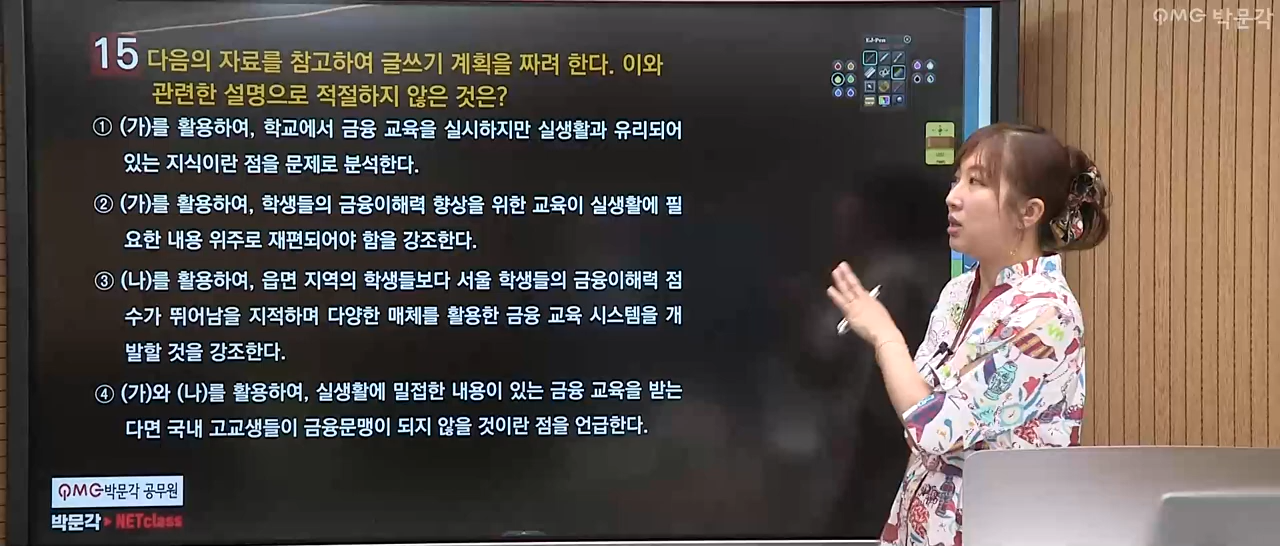 PMG 박문각
EJ-Pen
15 다음의 자료를 참고하여 글쓰기 계획을 짜려 한다. 이와
관련한 설명으로 적절하지 않은 것은?
① (가)를 활용하여, 학교에서 금융 교육을 실시하지만 실생활과 유리되어
있는 지식이란 점을 문제로 분석한다.
② (가)를 활용하여, 학생들의 금융이해력 향상을 위한 교육이 실생활에 필
요한 내용 위주로 재편되어야 함을 강조한다.
③ (나)를 활용하여, 읍면 지역의 학생들보다 서울 학생들의 금융이해력 점
수가 뛰어남을 지적하며 다양한 매체를 활용한 금융 교육 시스템을 개
발할 것을 강조한다.
④ (가)와 (나)를 활용하여, 실생활에 밀접한 내용이 있는 금융 교육을 받는
다면 국내 고교생들이 금융문맹이 되지 않을 것이란 점을 언급한다.
PMG 박문각 공무원
박문각 NETclass